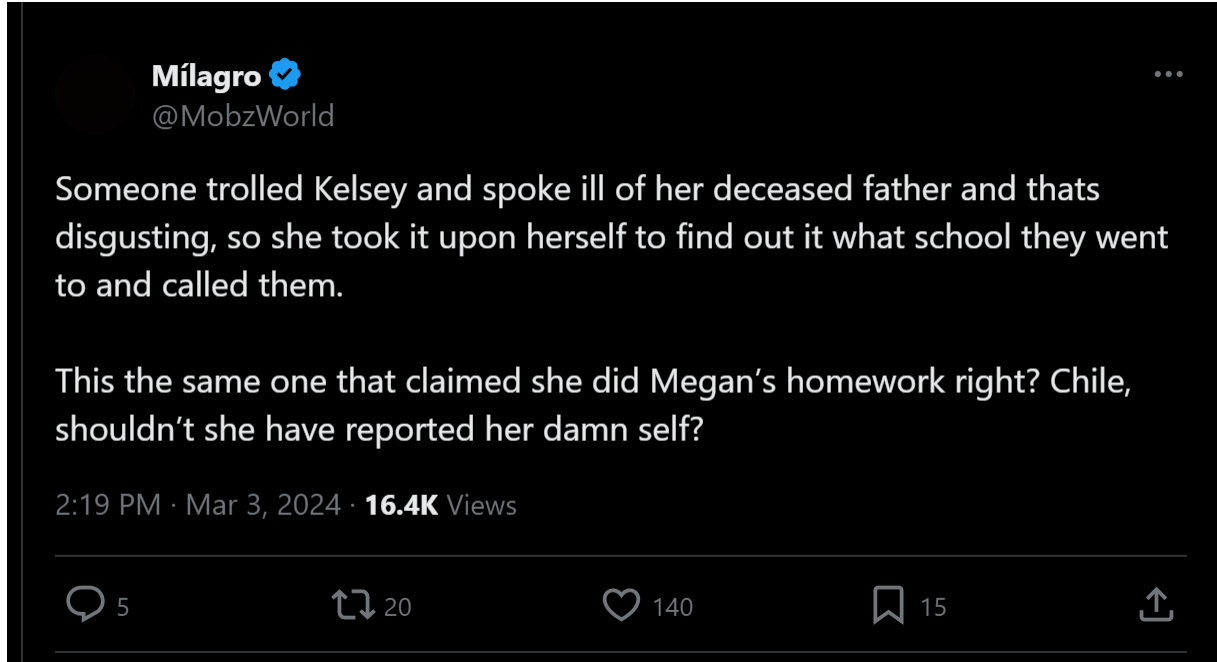 Mílagro
@MobzWorld
Someone trolled Kelsey and spoke ill of her deceased father and thats
disgusting, so she took it upon herself to find out it what school they went
to and called them.
This the same one that claimed she did Megan’s homework right? Chile,
shouldn’t she have reported her damn self?
2:19 PM · Mar 3, 2024 · 16.4K Views
5 20 140 15